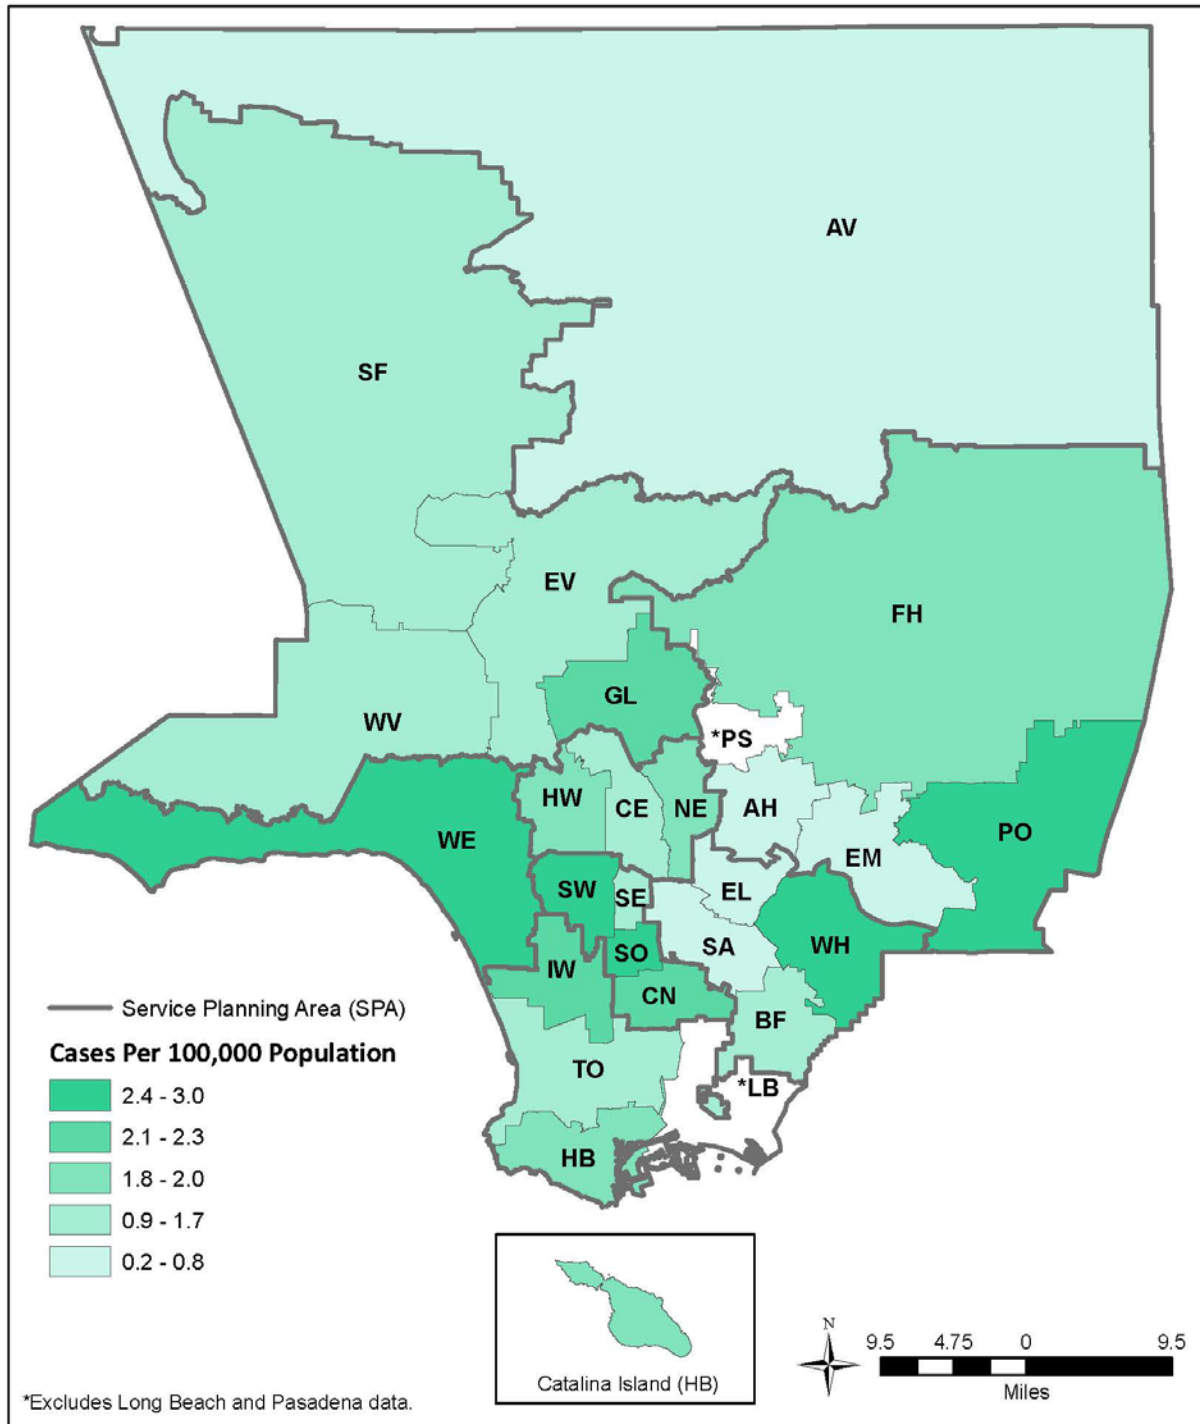 AV
SF
EV
FH
GL
WV
*PS
HW
CE
NE
AH
WE
PO
EM
SW
SE
EL
SO
SA
WH
IW
CN
BF
TO
*LB
HB
Service Planning Area (SPA)
Cases Per 100,000 Population
2.4 - 3.0
2.1 - 2.3
1.8 - 2.0
0.9 - 1.7
0.2 - 0.8
Catalina Island (HB)
N
9.5 4.75 0 9.5
Miles
*Excludes Long Beach and Pasadena data.